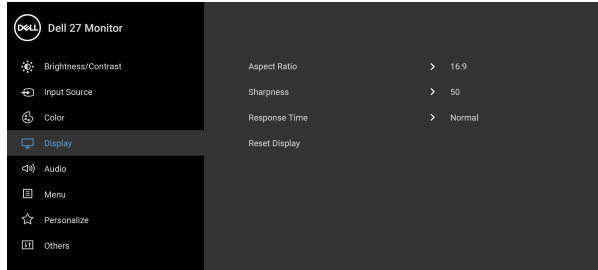 DELL Dell 27 Monitor
Brightness/Contrast
Input Source
Color
Display
Audio
Menu
Personalize
Others
Aspect Ratio > 16:9
Sharpness > 50
Response Time > Normal
Reset Display